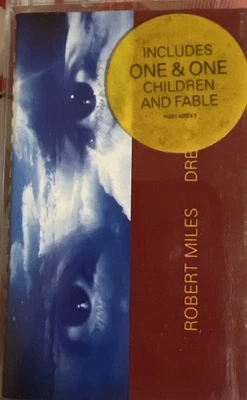 INCLUDES
ONE & ONE
CHILDREN
AND FABLE
ROBERT MILES DRE